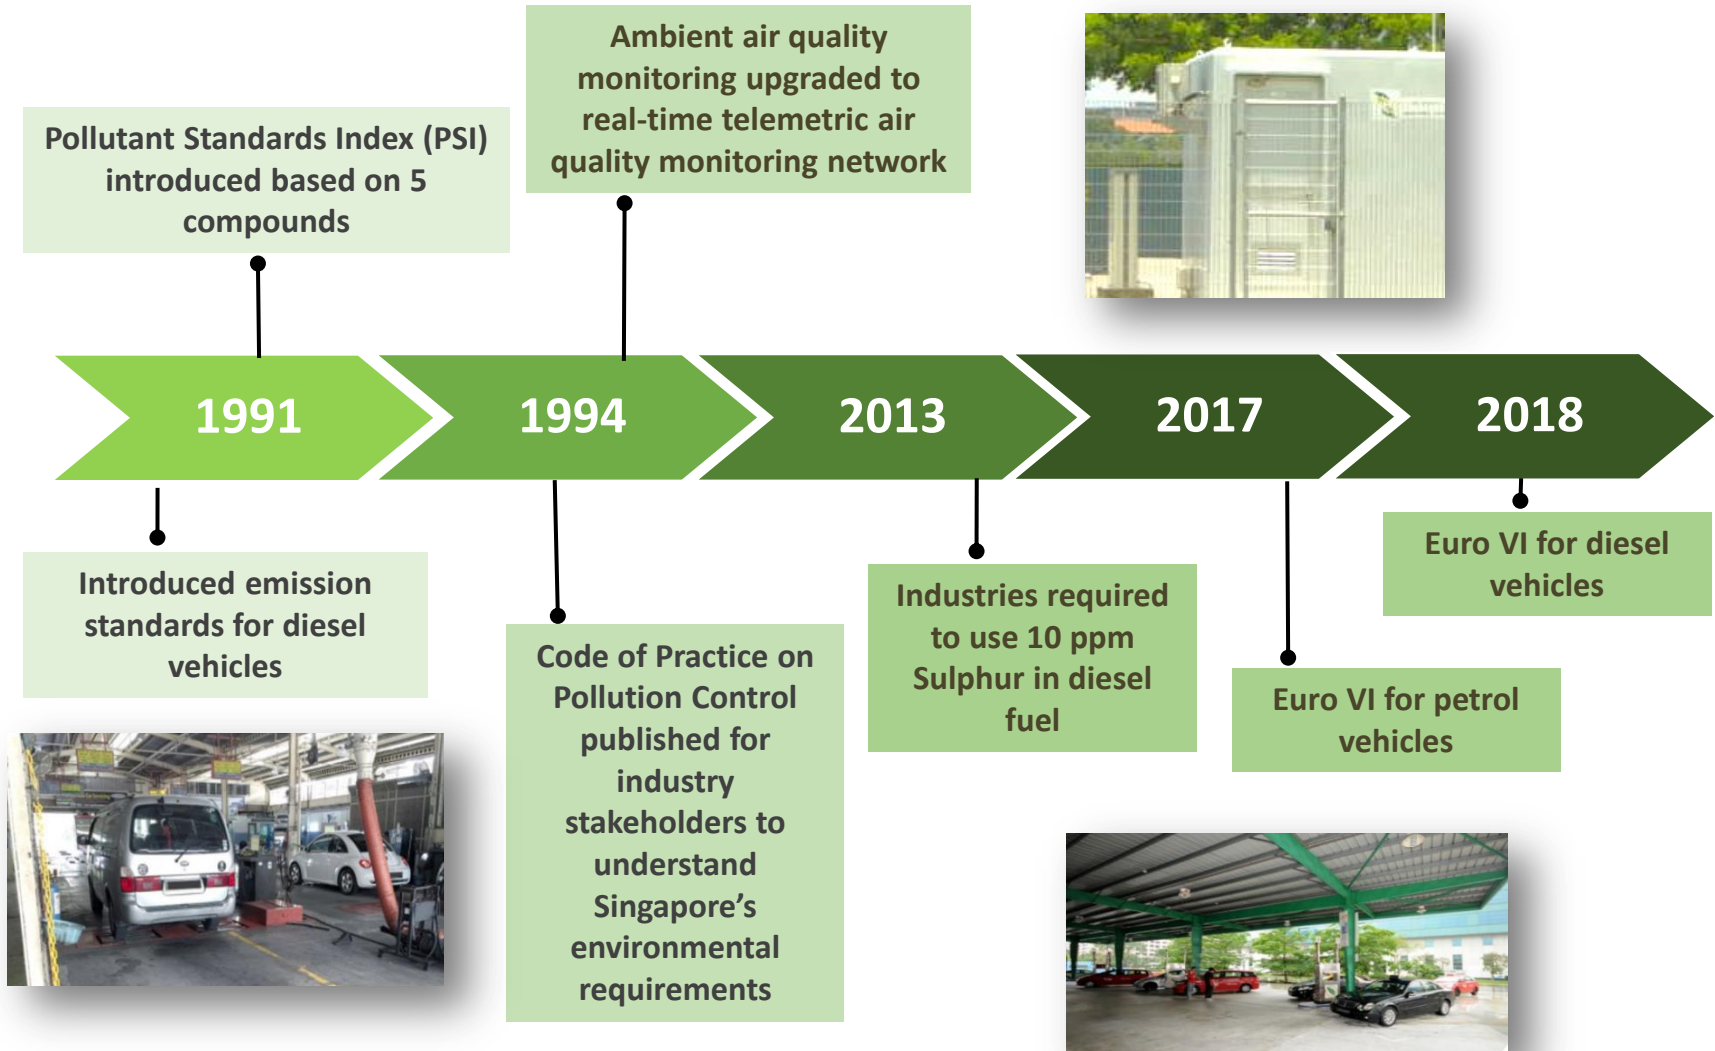 Ambient air quality
monitoring upgraded to
real-time telemetric air
quality monitoring network
Pollutant Standards Index (PSI)
introduced based on 5
compounds
1991
1994
2013
2017
2018
Introduced emission
standards for diesel
vehicles
Code of Practice on
Pollution Control
published for
industry
stakeholders to
understand
Singapore’s
environmental
requirements
Industries required
to use 10 ppm
Sulphur in diesel
fuel
Euro VI for petrol
vehicles
Euro VI for diesel
vehicles